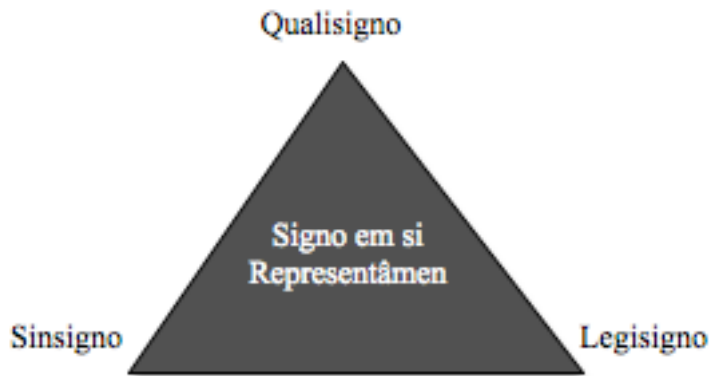 Qualisigno
Signo em si
Representâmen
Sinsigno
Legisigno